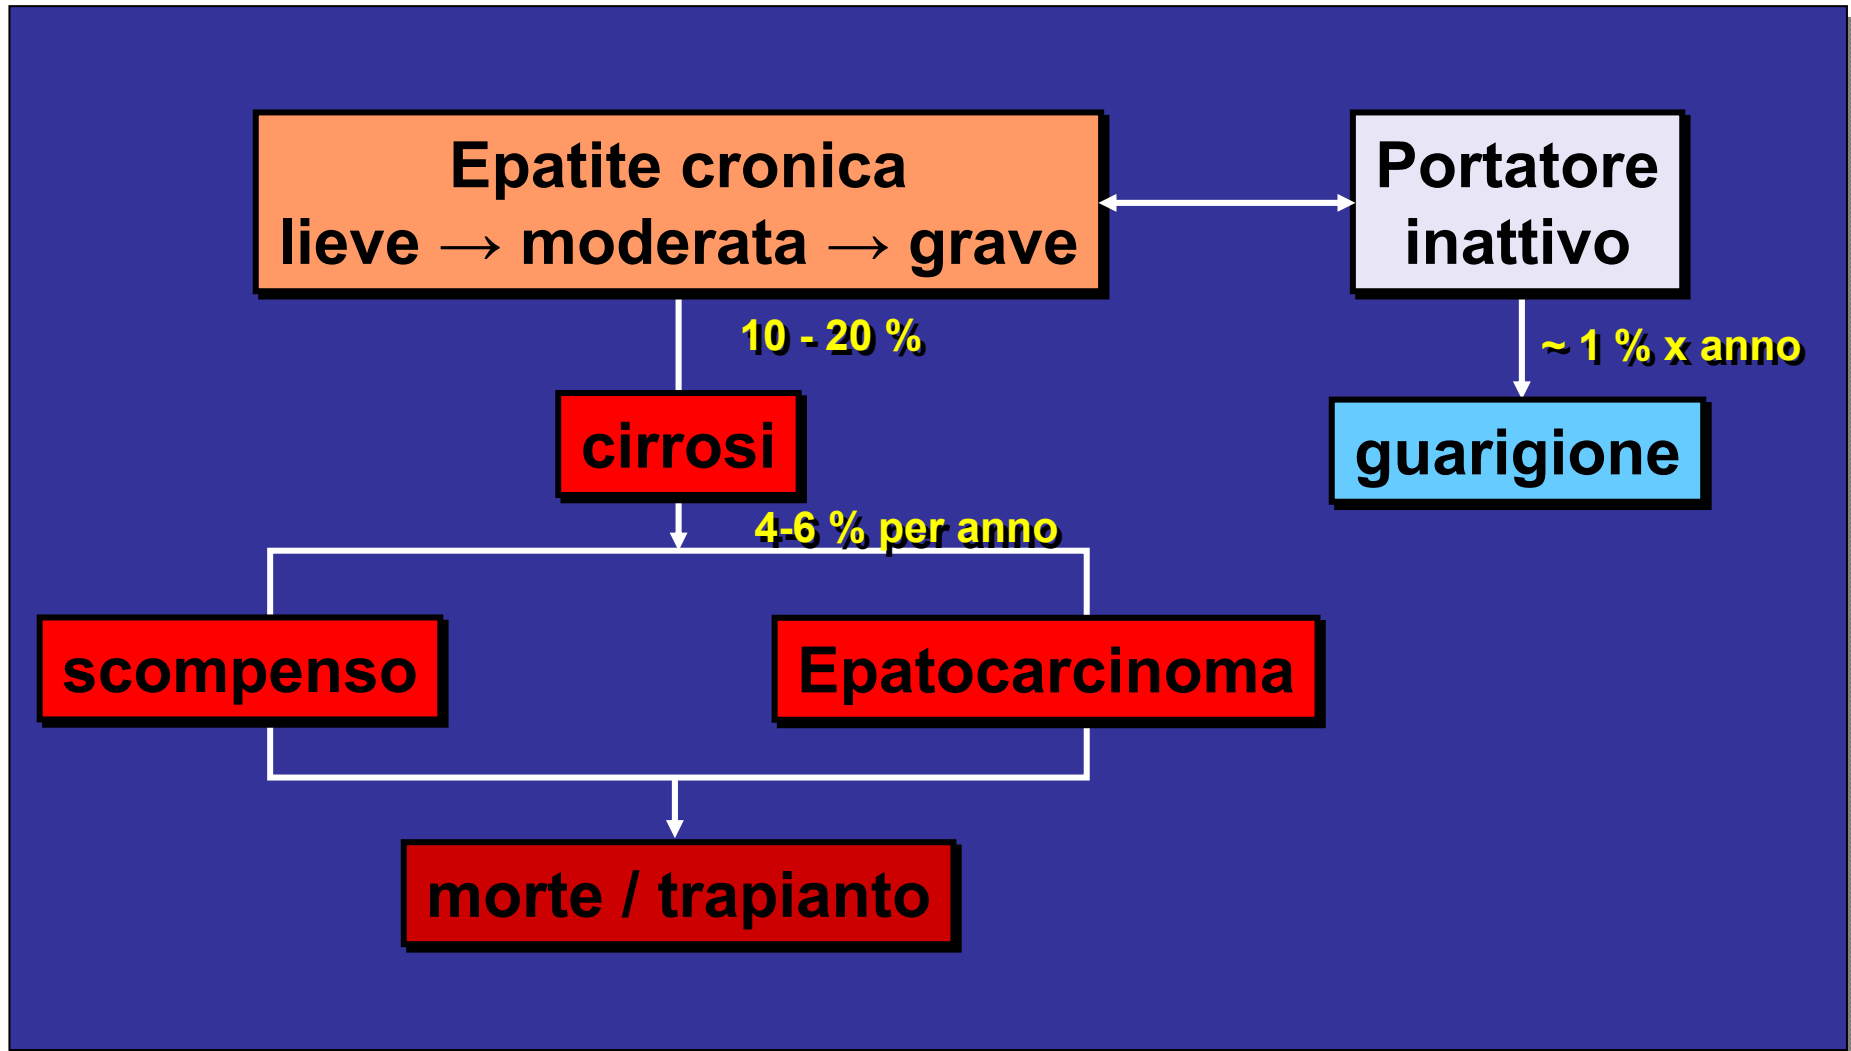 Epatite cronica
lieve → moderata → grave
Portatore
inattivo
10 - 20 %
~ 1 % x anno
cirrosi
guarigione
4-6 % per anno
scompenso
Epatocarcinoma
morte / trapianto